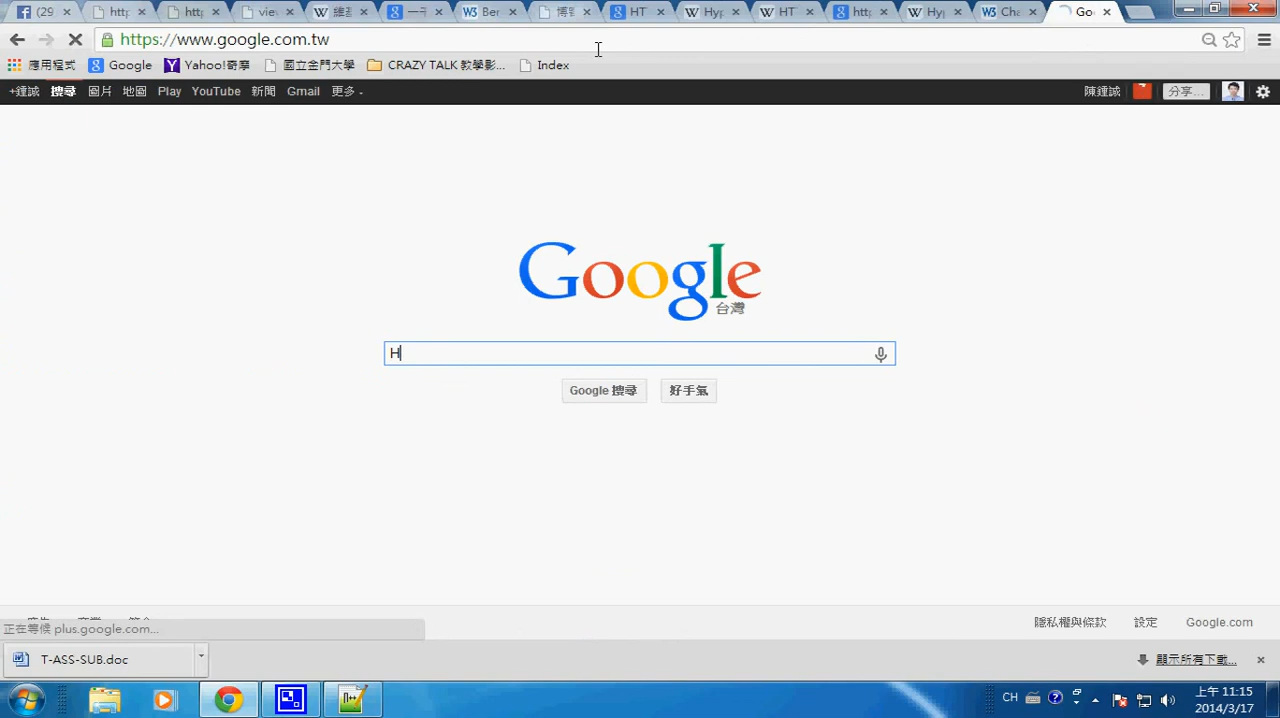 (29 http http view 維基 一干 W3 Ber 博碩 HT Hyp HT http Hyp W3 Cha Go
https://www.google.com.tw
應用程式 Google Yahoo!奇摩 國立金門大學 CRAZY TALK 教學影... Index
+鍾誠 搜尋 圖片 地圖 Play YouTube 新聞 Gmail 更多 陳鍾誠 分享...
Google
台灣
H
Google 搜尋 好手氣
隱私權與條款 設定 Google.com
正在等候 plus.google.com...
T-ASS-SUB.doc 顯示所有下載...
CH 上午 11:15
2014/3/17